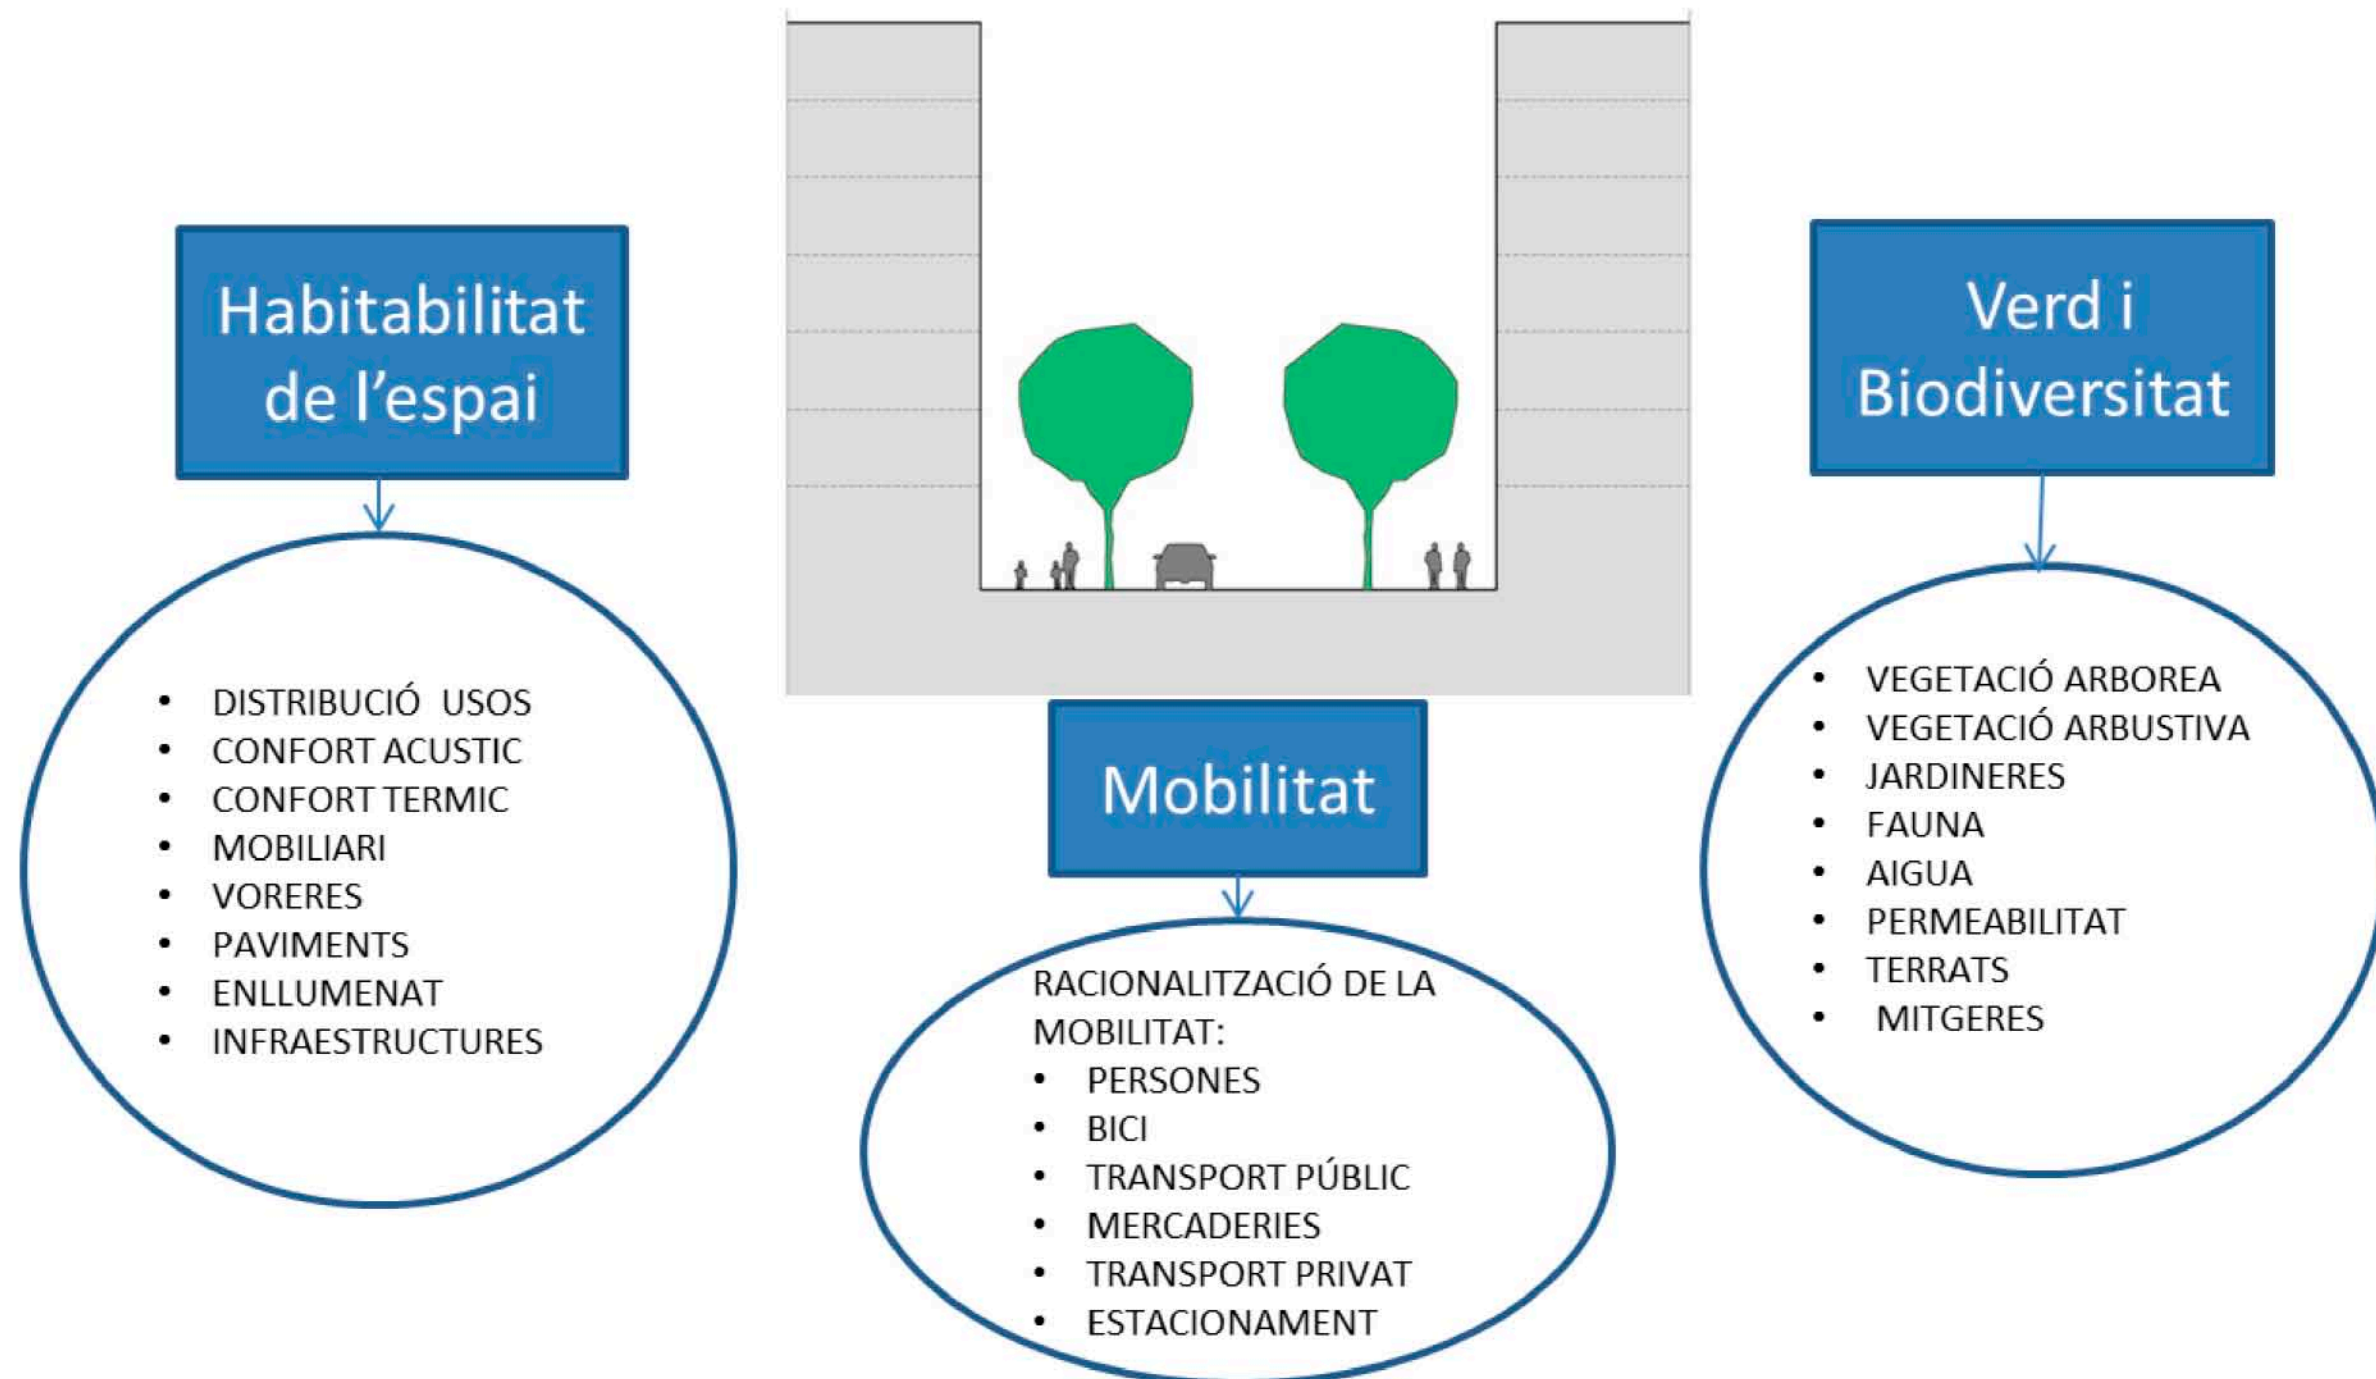 Habitabilitat
de l’espai
• DISTRIBUCIÓ  USOS
• CONFORT ACUSTIC
• CONFORT TERMIC
• MOBILIARI
• VORERES
• PAVIMENTS
• ENLLUMENAT
• INFRAESTRUCTURES
Mobilitat
RACIONALITZACIÓ DE LA
MOBILITAT:
• PERSONES
• BICI
• TRANSPORT PÚBLIC
• MERCADERIES
• TRANSPORT PRIVAT
• ESTACIONAMENT
Verd i
Biodiversitat
• VEGETACIÓ ARBOREA
• VEGETACIÓ ARBUSTIVA
• JARDINERES
• FAUNA
• AIGUA
• PERMEABILITAT
• TERRATS
• MITGERES